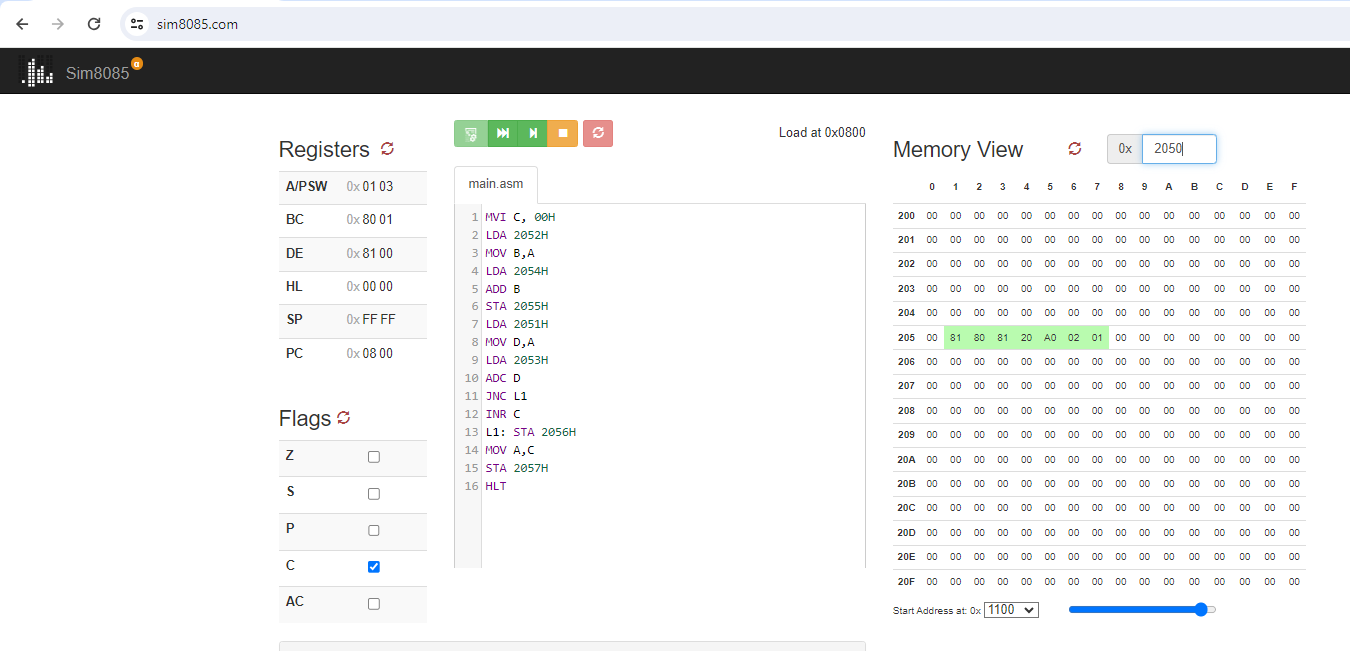 sim8085.com
Sim8085 α
Registers
A/PSW 0x 01 03
BC 0x 80 01
DE 0x 81 00
HL 0x 00 00
SP 0x FF FF
PC 0x 08 00
Flags
Z
S
P
C
AC
Load at 0x0800
main.asm
1 MVI C, 00H
2 LDA 2052H
3 MOV B,A
4 LDA 2054H
5 ADD B
6 STA 2055H
7 LDA 2051H
8 MOV D,A
9 LDA 2053H
10 ADC D
11 JNC L1
12 INR C
13 L1: STA 2056H
14 MOV A,C
15 STA 2057H
16 HLT
Memory View 0x 2050
0 1 2 3 4 5 6 7 8 9 A B C D E F
200 00 00 00 00 00 00 00 00 00 00 00 00 00 00 00 00
201 00 00 00 00 00 00 00 00 00 00 00 00 00 00 00 00
202 00 00 00 00 00 00 00 00 00 00 00 00 00 00 00 00
203 00 00 00 00 00 00 00 00 00 00 00 00 00 00 00 00
204 00 00 00 00 00 00 00 00 00 00 00 00 00 00 00 00
205 00 81 80 81 20 A0 02 01 00 00 00 00 00 00 00 00
206 00 00 00 00 00 00 00 00 00 00 00 00 00 00 00 00
207 00 00 00 00 00 00 00 00 00 00 00 00 00 00 00 00
208 00 00 00 00 00 00 00 00 00 00 00 00 00 00 00 00
209 00 00 00 00 00 00 00 00 00 00 00 00 00 00 00 00
20A 00 00 00 00 00 00 00 00 00 00 00 00 00 00 00 00
20B 00 00 00 00 00 00 00 00 00 00 00 00 00 00 00 00
20C 00 00 00 00 00 00 00 00 00 00 00 00 00 00 00 00
20D 00 00 00 00 00 00 00 00 00 00 00 00 00 00 00 00
20E 00 00 00 00 00 00 00 00 00 00 00 00 00 00 00 00
20F 00 00 00 00 00 00 00 00 00 00 00 00 00 00 00 00
Start Address at: 0x 1100